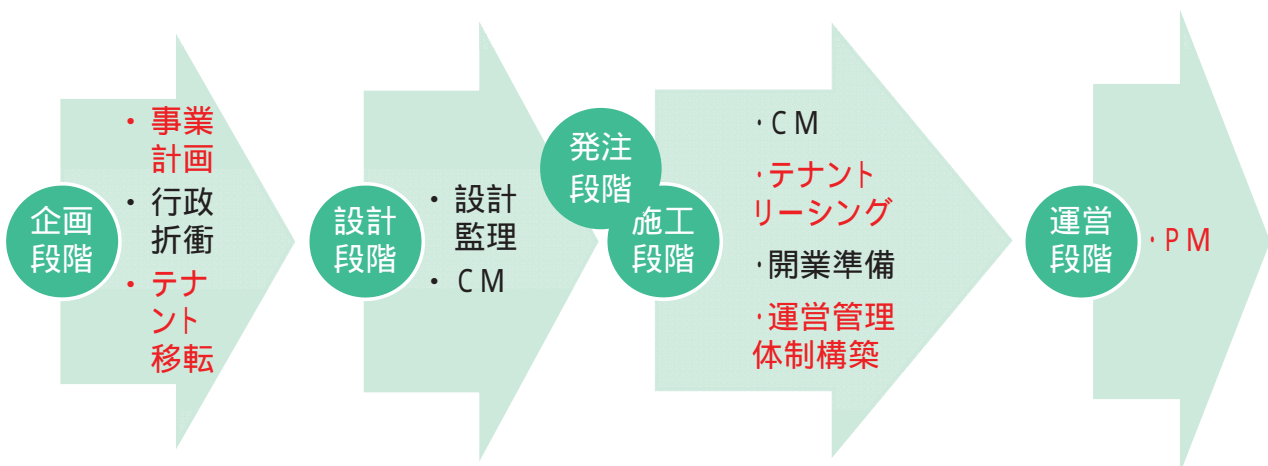 企画
段階
・ 事業
計画
・ 行政
折衝
・ テナ
ント
移転
設計
段階
・ 設計
監理
・ CM
発注
段階
施工
段階
・CM
・テナント
リーシング
・開業準備
・運営管理
体制構築
運営
段階
・PM